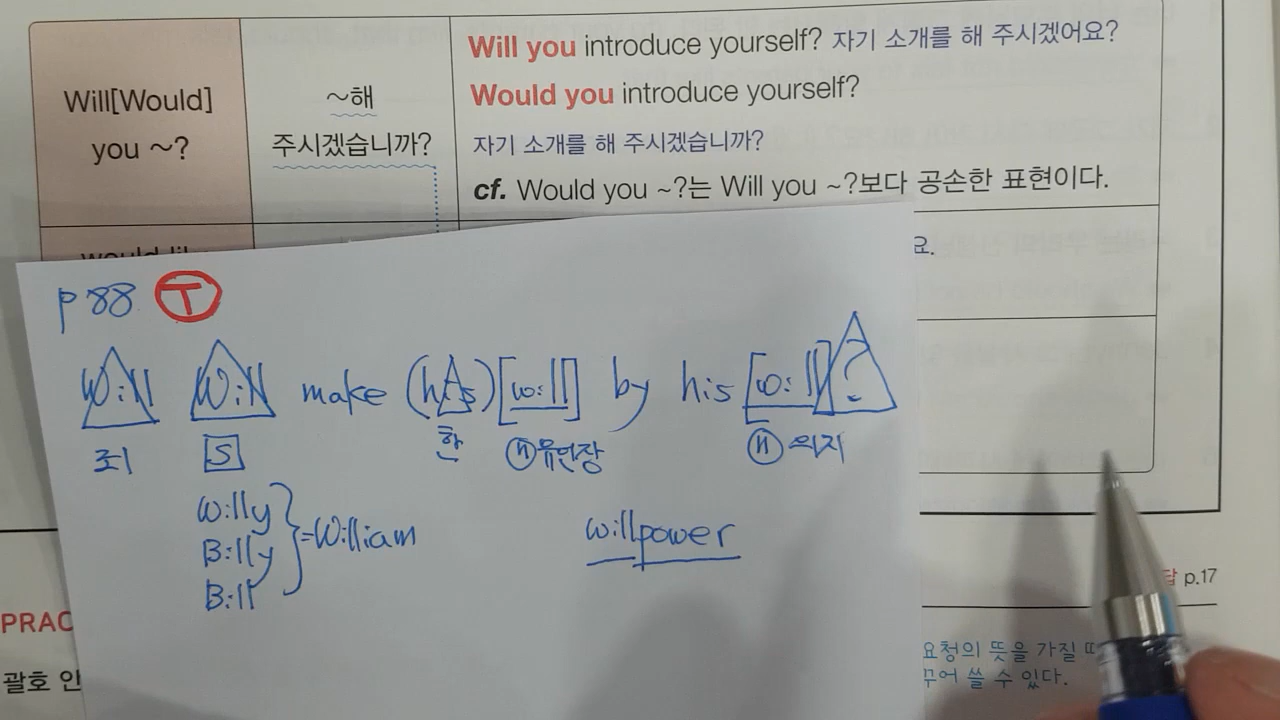 Will[Would]
you ~?
~해
주시겠습니까?
Will you introduce yourself? 자기 소개를 해 주시겠어요?
Would you introduce yourself?
자기 소개를 해 주시겠습니까?
cf. Would you ~?는 Will you ~?보다 공손한 표현이다.
would like
요.
p 88 T
Will Will make (his) [will] by his [will]?
조 S 한 n 유언장 n 의지
Willy
Billy
Bill
=William
willpower
답 p.17
PRAC
괄호 안
요청의 뜻을 가질 때
꾸어 쓸 수 있다.